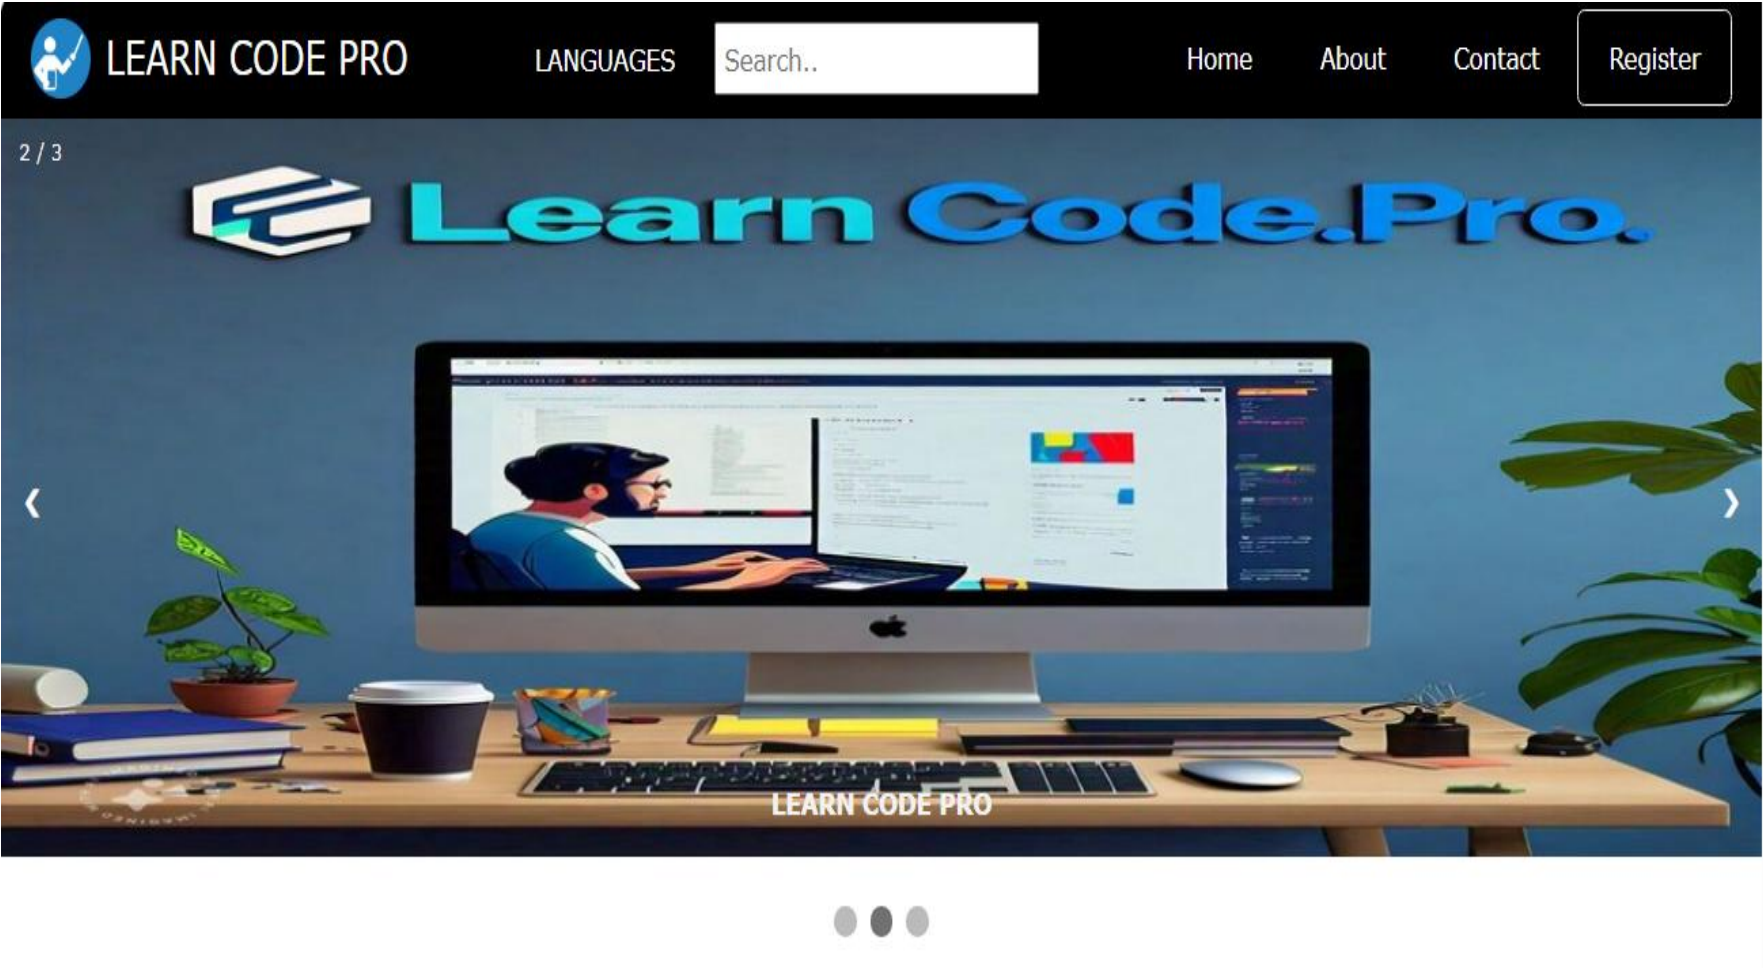 LEARN CODE PRO
LANGUAGES
Search..
Home
About
Contact
Register
2 / 3
Learn Code.Pro.
❮
❯
LEARN CODE PRO